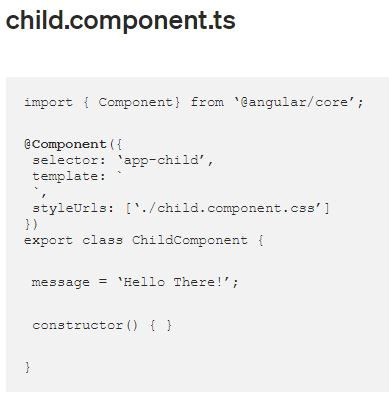 child.component.ts
import { Component} from ‘@angular/core’;
@Component({
selector: ‘app-child’,
template: `
`,
styleUrls: [‘./child.component.css’]
})
export class ChildComponent {
message = ‘Hello There!’;
constructor() { }
}